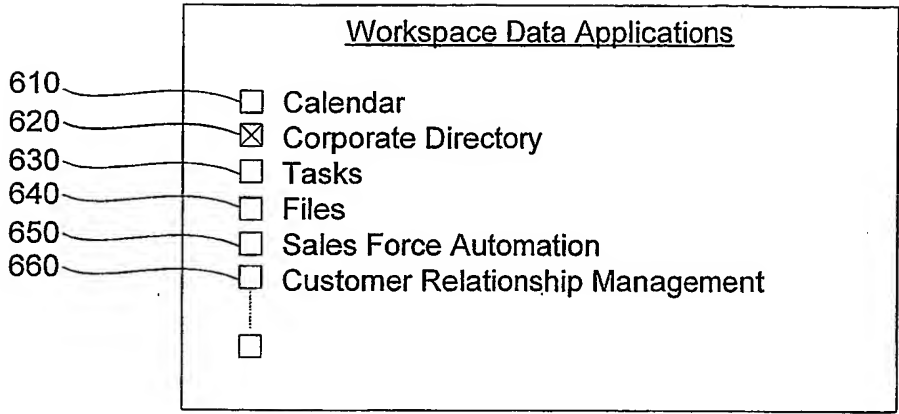 Workspace Data Applications
610 Calendar
620 Corporate Directory
630 Tasks
640 Files
650 Sales Force Automation
660 Customer Relationship Management